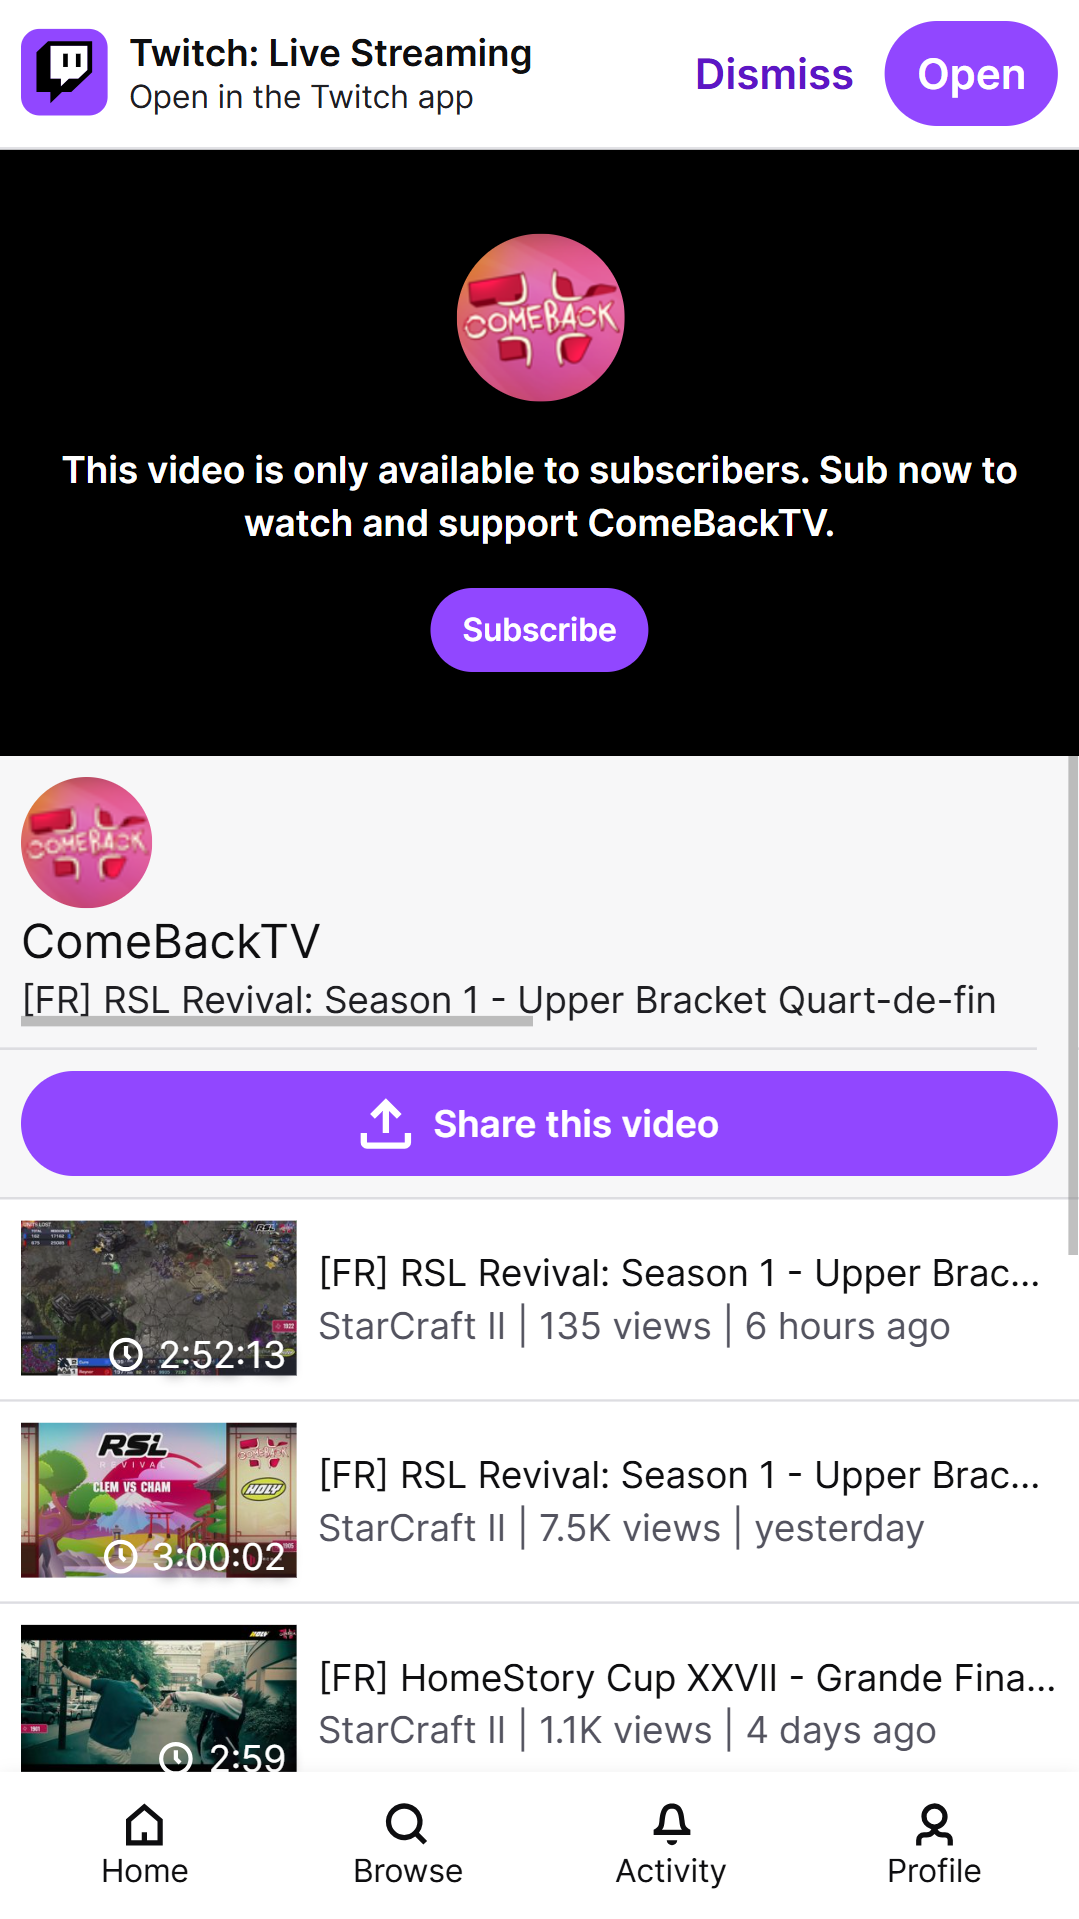 Twitch: Live Streaming
Open in the Twitch app
Dismiss
Open
COMEBACK
This video is only available to subscribers. Sub now to
watch and support ComeBackTV.
Subscribe
COMEBACK
ComeBackTV
[FR] RSL Revival: Season 1 - Upper Bracket Quart-de-fin
Share this video
[FR] RSL Revival: Season 1 - Upper Brac...
StarCraft II | 135 views | 6 hours ago
2:52:13
RSL
REVIVAL
CLEM VS CHAM
COMEBACK
HOLY
[FR] RSL Revival: Season 1 - Upper Brac...
StarCraft II | 7.5K views | yesterday
3:00:02
[FR] HomeStory Cup XXVII - Grande Fina...
StarCraft II | 1.1K views | 4 days ago
2:59
Home
Browse
Activity
Profile